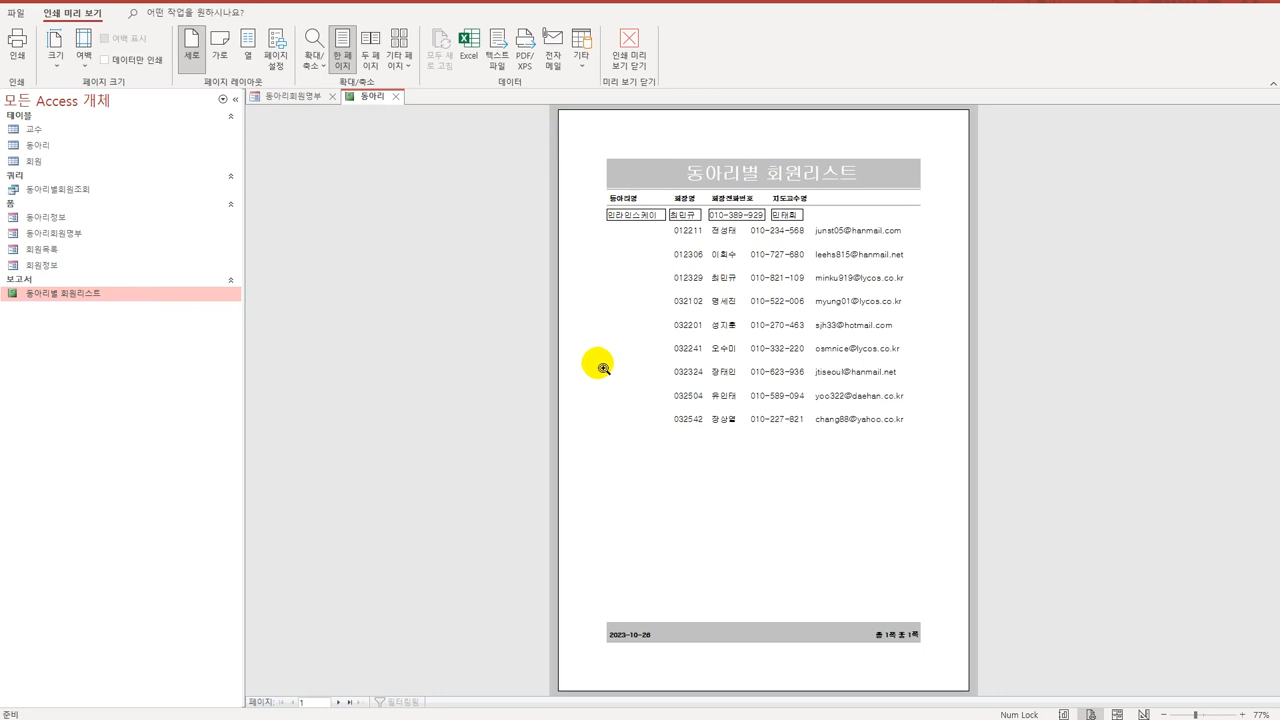 파일
인쇄 미리 보기
어떤 작업을 원하시나요?
인쇄
크기
여백
여백 표시
데이터만 인쇄
세로
가로
열
페이지 설정
확대/축소
한 페이지
두 페이지
기타 페이지
모두 새로 고침
Excel
텍스트 파일
PDF/XPS
전자 메일
기타
인쇄 미리 보기 닫기
인쇄
페이지 크기
페이지 레이아웃
확대/축소
데이터
미리 보기 닫기
모든 Access 개체
동아리회원명부
동아리
테이블
교수
동아리
회원
쿼리
동아리별회원조회
폼
동아리정보
동아리회원명부
회원목록
회원정보
보고서
동아리별 회원리스트
동아리별 회원리스트
동아리명 회장명 회장전화번호 지도교수명
인라인스케이 최민규 010-389-929 민태희
012211 전성태 010-234-568 junst05@hanmail.com
012306 이희수 010-727-680 leehs815@hanmail.net
012329 최민규 010-821-109 minku919@lycos.co.kr
032102 명세진 010-522-006 myung01@lycos.co.kr
032201 성지훈 010-270-463 sjh33@hotmail.com
032241 오수미 010-332-220 osmnice@lycos.co.kr
032324 장태인 010-623-936 jtiseoul@hanmail.net
032504 유인태 010-589-094 yoo322@daehan.co.kr
032542 장상열 010-227-821 chang88@yahoo.co.kr
2023-10-26 총 1쪽 중 1쪽
페이지: 1 필터링됨
준비
Num Lock
77%